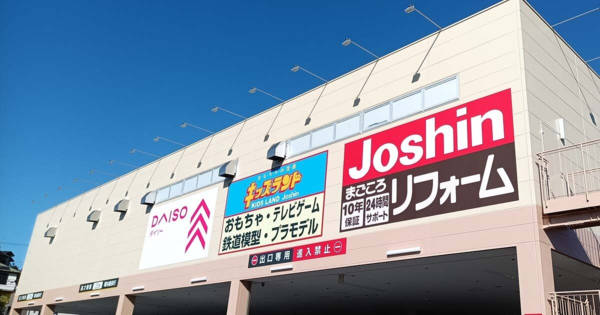 DAISO
ダイソー
キッズランド
KiDS LAND Joshin
おもちゃ・テレビゲーム
鉄道模型・プラモデル
Joshin
まごころ
10年
保証
24時間
サポート
リフォーム
出口専用
進入禁止